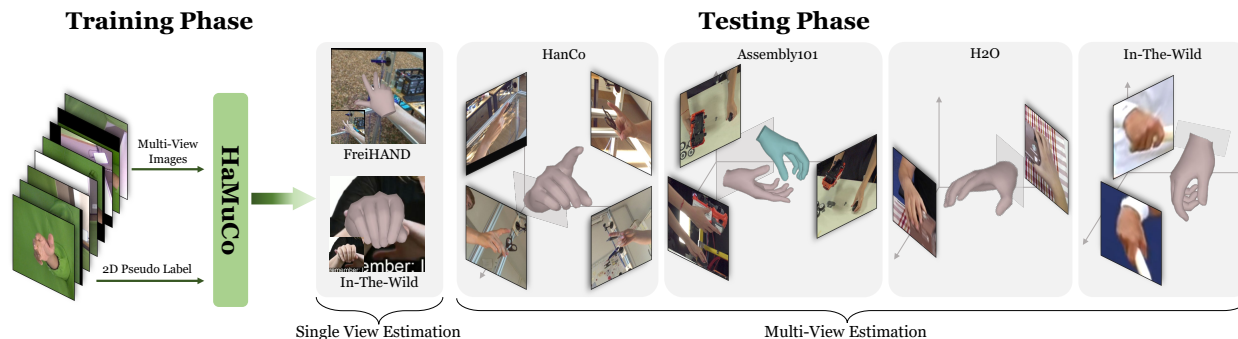 Training Phase
Testing Phase
HanCo
Assembly101
H2O
In-The-Wild
Multi-View
Images
HaMuCo
FreiHAND
2D Pseudo Label
In-The-Wild
Single View Estimation
Multi-View Estimation